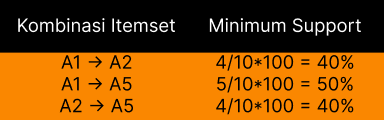 Kombinasi Itemset Minimum Support
A1 → A2 4/10*100 = 40%
A1 → A5 5/10*100 = 50%
A2 → A5 4/10*100 = 40%